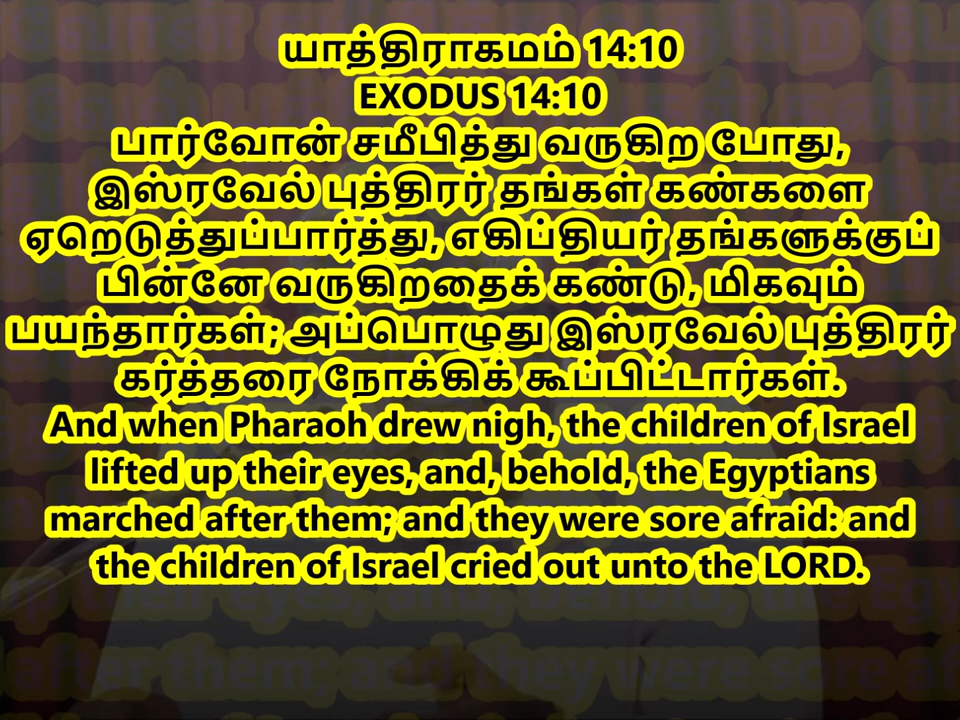 யாத்திராகமம் 14:10
EXODUS 14:10
பார்வோன் சமீபித்து வருகிற போது,
இஸ்ரவேல் புத்திரர் தங்கள் கண்களை
ஏறெடுத்துப்பார்த்து, எகிப்தியர் தங்களுக்குப்
பின்னே வருகிறதைக் கண்டு, மிகவும்
பயந்தார்கள்; அப்பொழுது இஸ்ரவேல் புத்திரர்
கர்த்தரை நோக்கிக் கூப்பிட்டார்கள்.
And when Pharaoh drew nigh, the children of Israel
lifted up their eyes, and, behold, the Egyptians
marched after them; and they were sore afraid: and
the children of Israel cried out unto the LORD.